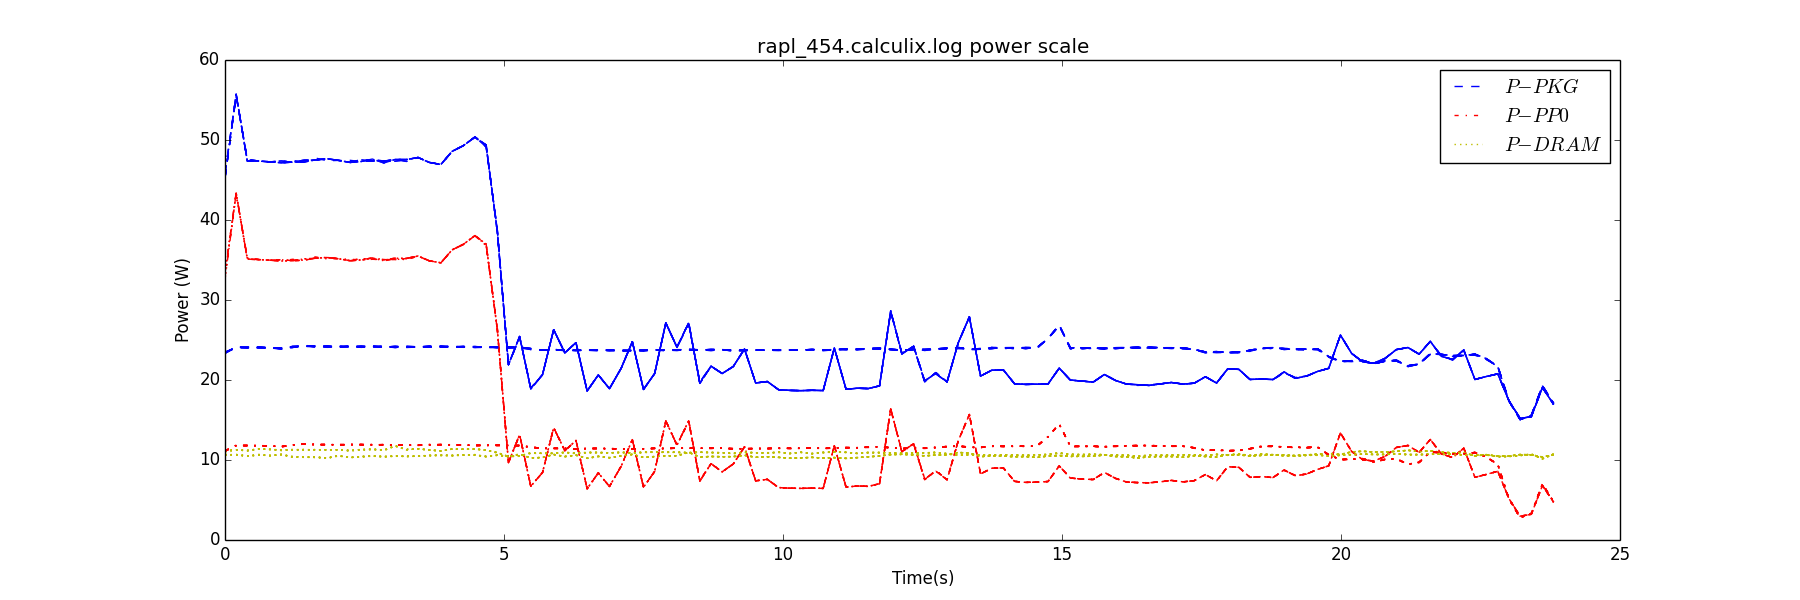 rapl_454.calculix.log power scale
60
50
40
30
20
10
0
Power (W)
P−PKG
P−PP0
P−DRAM
0 5 10 15 20 25
Time(s)